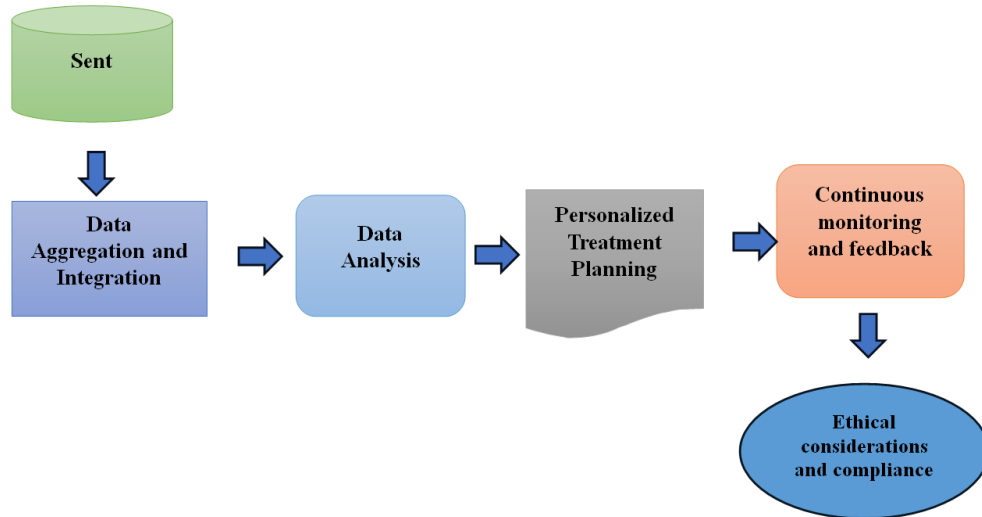 Sent
Data
Aggregation and
Integration
Data
Analysis
Personalized
Treatment
Planning
Continuous
monitoring
and feedback
Ethical
considerations
and compliance